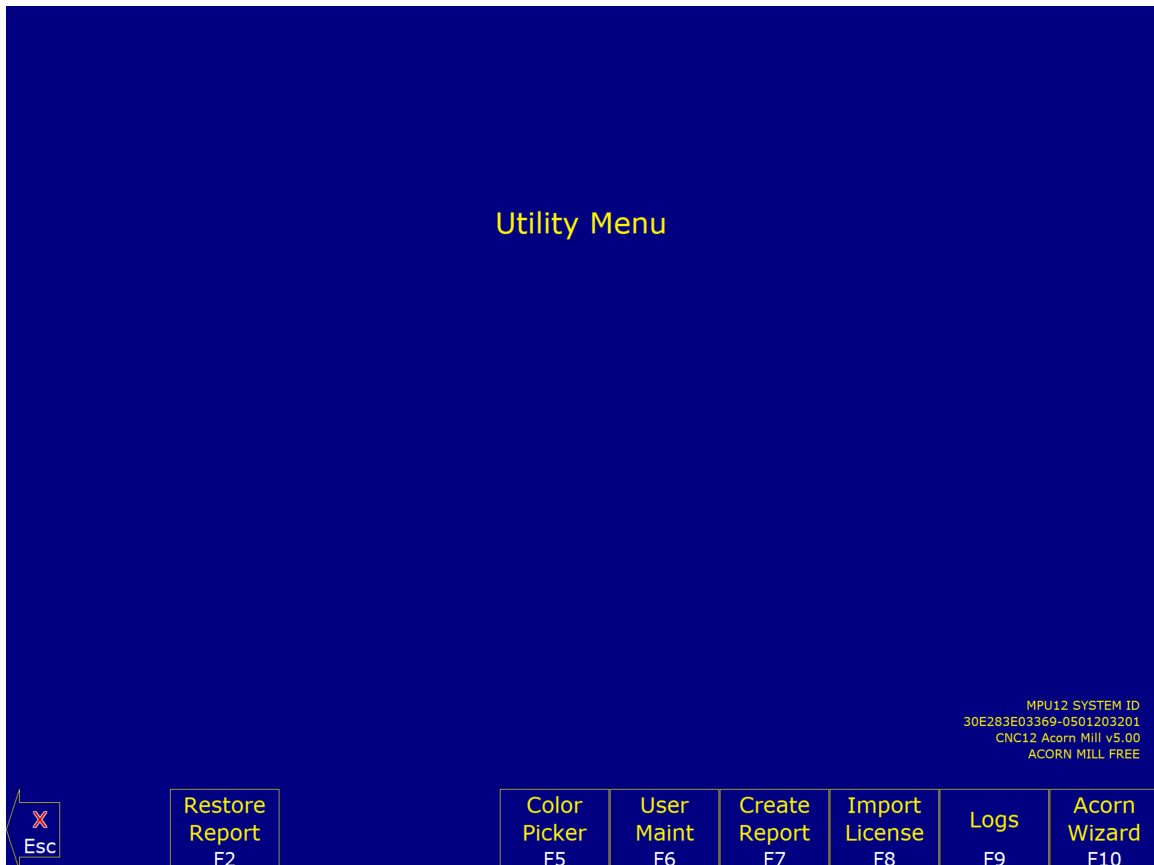 Utility Menu
MPU12 SYSTEM ID
30E283E03369-0501203201
CNC12 Acorn Mill v5.00
ACORN MILL FREE
X
Esc
Restore
Report
F2
Color
Picker
F5
User
Maint
F6
Create
Report
F7
Import
License
F8
Logs
F9
Acorn
Wizard
F10